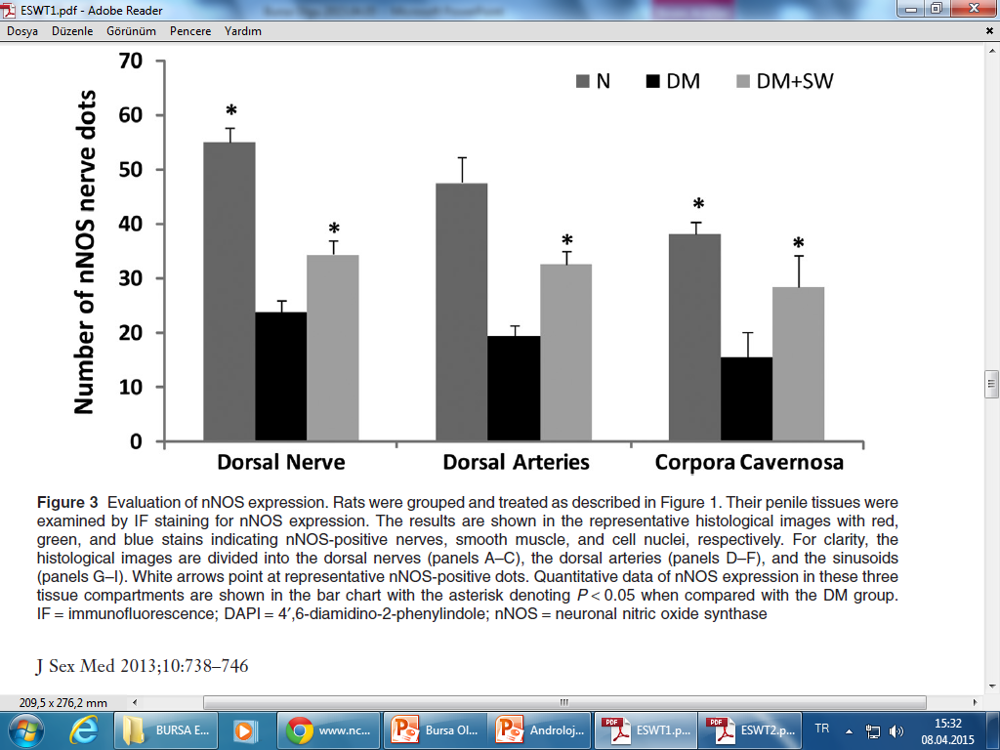 ESWT1.pdf - Adobe Reader
Dosya Düzenle Görünüm Pencere Yardım
70
60
50
40
30
20
10
0
Number of nNOS nerve dots
N DM DM+SW
* * * * *
Dorsal Nerve Dorsal Arteries Corpora Cavernosa
Figure 3 Evaluation of nNOS expression. Rats were grouped and treated as described in Figure 1. Their penile tissues were
examined by IF staining for nNOS expression. The results are shown in the representative histological images with red,
green, and blue stains indicating nNOS-positive nerves, smooth muscle, and cell nuclei, respectively. For clarity, the
histological images are divided into the dorsal nerves (panels A–C), the dorsal arteries (panels D–F), and the sinusoids
(panels G–I). White arrows point at representative nNOS-positive dots. Quantitative data of nNOS expression in these three
tissue compartments are shown in the bar chart with the asterisk denoting P < 0.05 when compared with the DM group.
IF = immunofluorescence; DAPI = 4′,6-diamidino-2-phenylindole; nNOS = neuronal nitric oxide synthase
J Sex Med 2013;10:738–746
209,5 x 276,2 mm
BURSA E... www.nc... Bursa Ol... Androloj... ESWT1.p... ESWT2.p... TR 15:32
08.04.2015